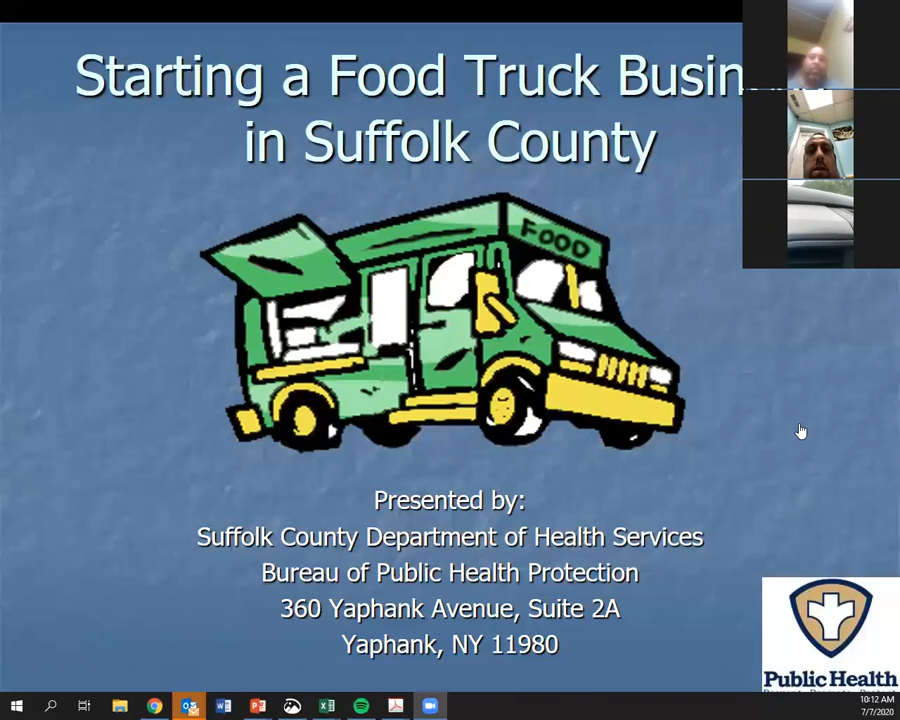 Starting a Food Truck Busin
in Suffolk County
FOOD
Presented by:
Suffolk County Department of Health Services
Bureau of Public Health Protection
360 Yaphank Avenue, Suite 2A
Yaphank, NY 11980
Public Health
10:12 AM
7/7/2020